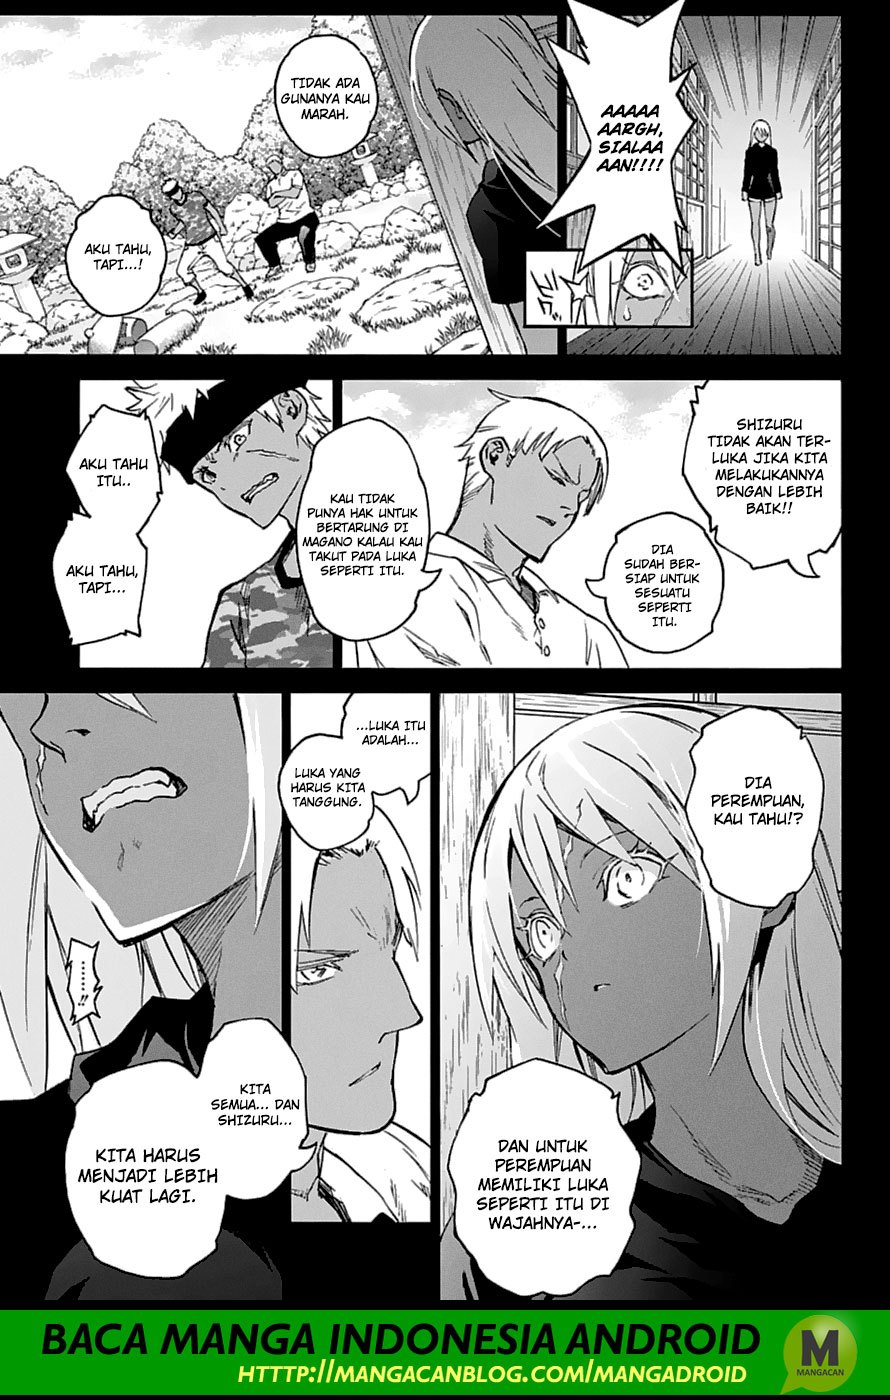 AAAAA
AARGH,
SIALAA
AAN!!!!
TIDAK ADA
GUNANYA KAU
MARAH.
AKU TAHU,
TAPI...!
SHIZURU
TIDAK AKAN TER-
LUKA JIKA KITA
MELAKUKANNYA
DENGAN LEBIH
BAIK!!
DIA
SUDAH BER-
SIAP UNTUK
SESUATU
SEPERTI
ITU.
KAU TIDAK
PUNYA HAK UNTUK
BERTARUNG DI
MAGANO KALAU KAU
TAKUT PADA LUKA
SEPERTI ITU.
AKU TAHU
ITU..
AKU TAHU,
TAPI...
DIA
PEREMPUAN,
KAU TAHU!?
DAN UNTUK
PEREMPUAN
MEMILIKI LUKA
SEPERTI ITU DI
WAJAHNYA-...
...LUKA ITU
ADALAH...
LUKA YANG
HARUS KITA
TANGGUNG.
KITA
SEMUA... DAN
SHIZURU...
KITA HARUS
MENJADI LEBIH
KUAT LAGI.
......!!
BACA MANGA INDONESIA ANDROID
HTTTP://MANGACANBLOG.COM/MANGADROID
M
MANGACAN